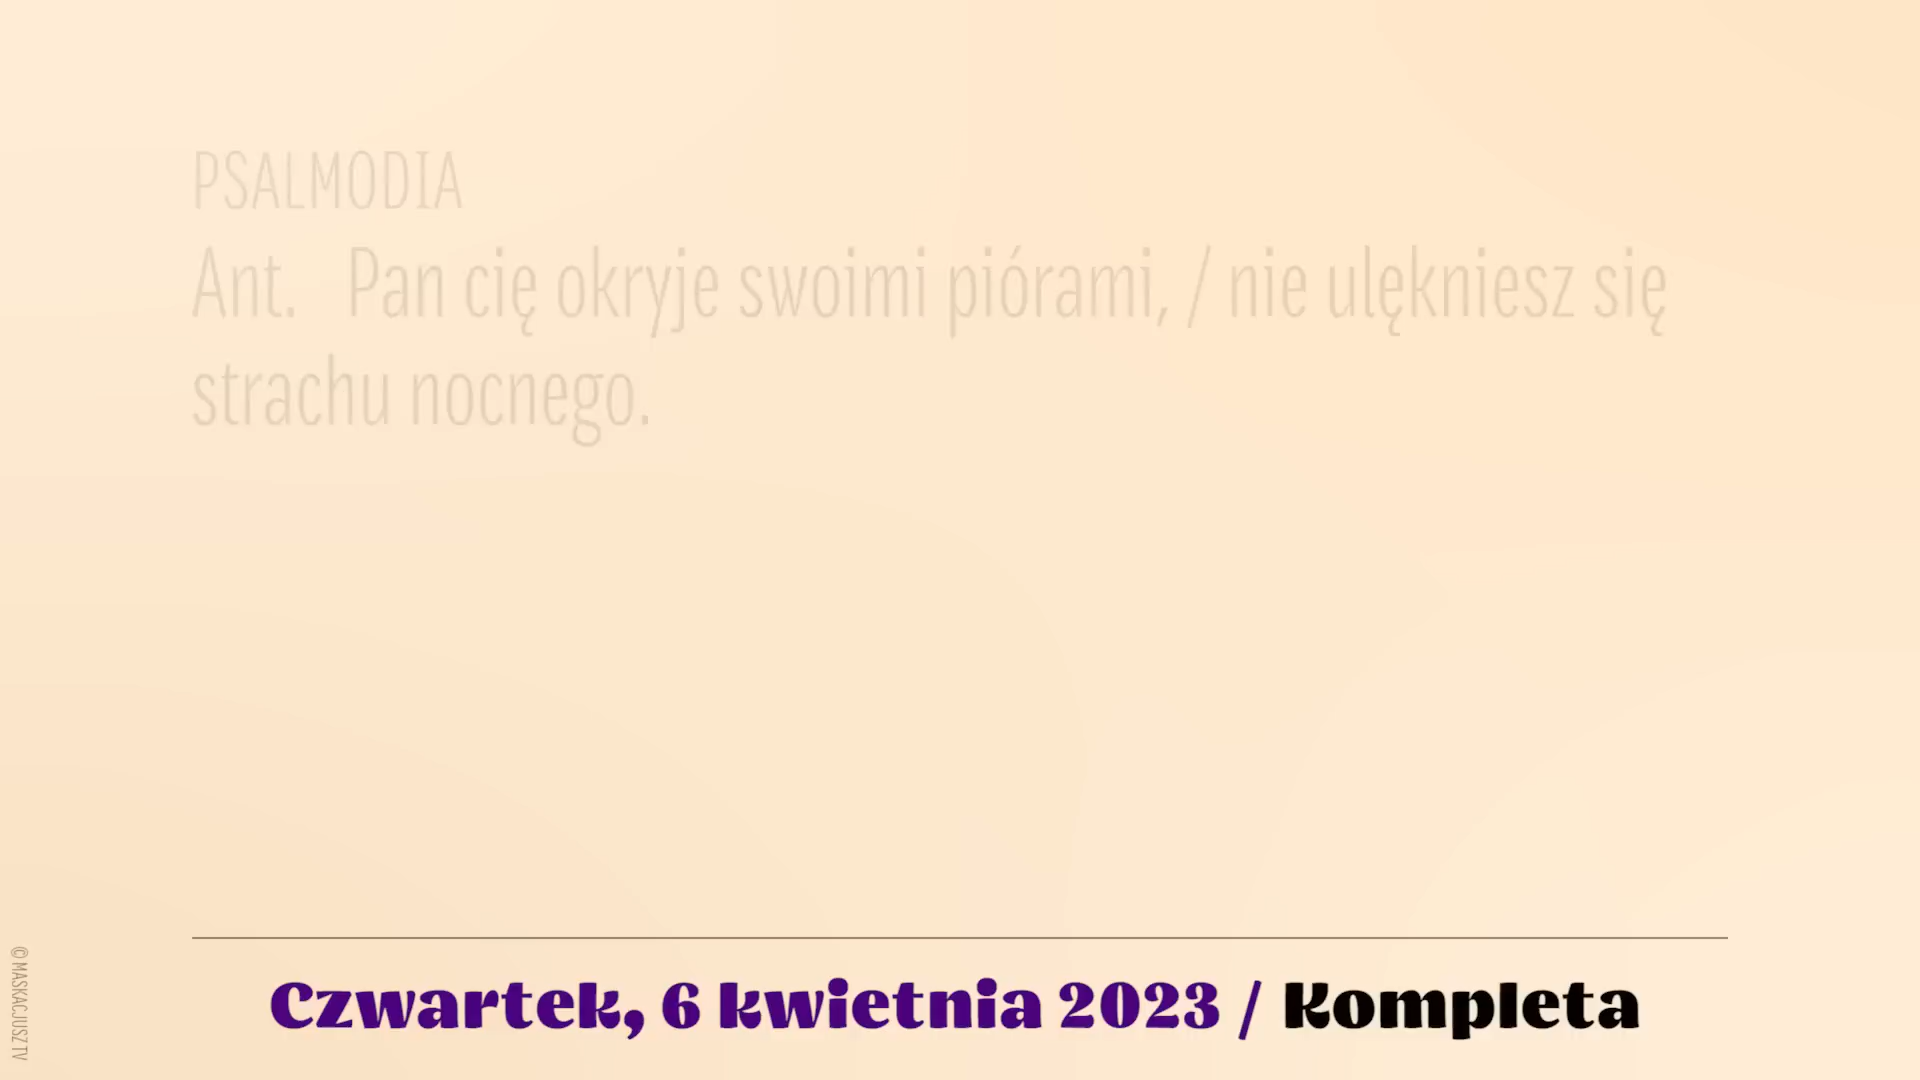 PSALMODIA
Ant. Pan cię okryje swoimi piórami, / nie ulękniesz się
strachu nocnego.
Czwartek, 6 kwietnia 2023 / Kompleta
© MASKACJUSZ TV